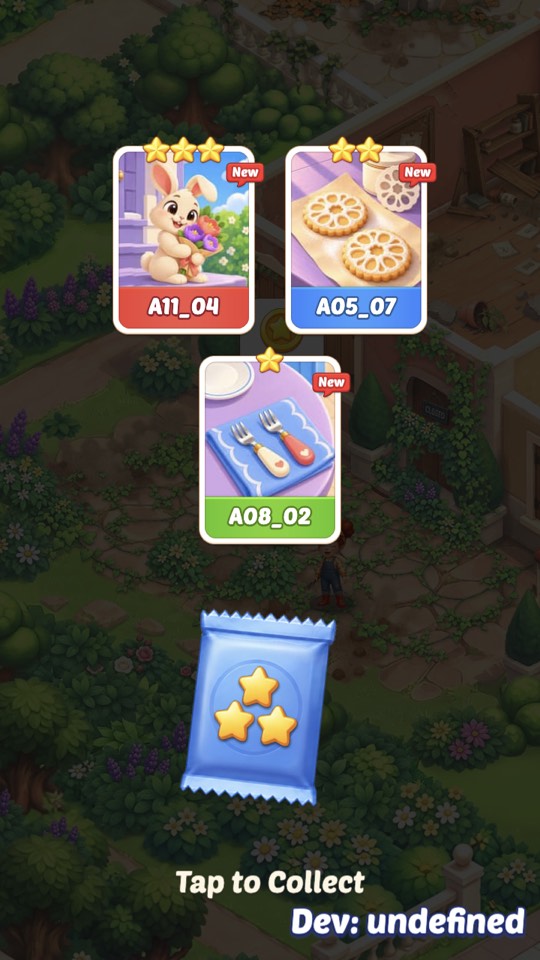 New
New
A11_04
A05_07
New
A08_02
Tap to Collect
Dev: undefined